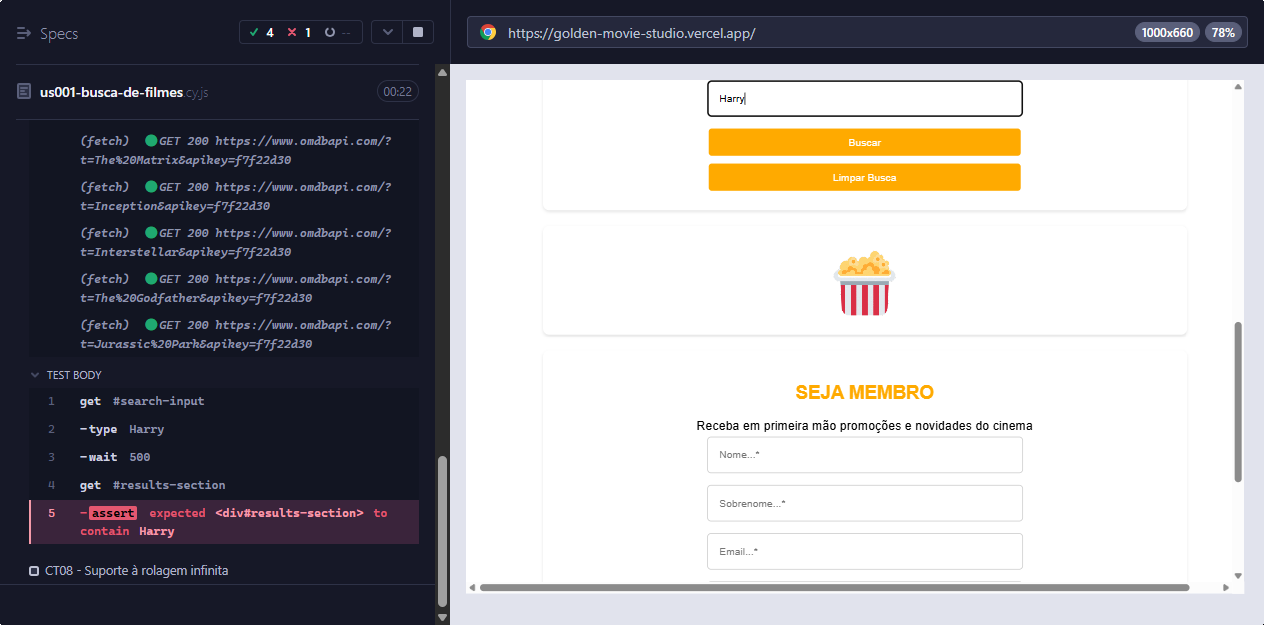 Specs
4 1 --
us001-busca-de-filmes.cy.js 00:22
(fetch) GET 200 https://www.omdbapi.com/?
t=The%20Matrix&apikey=f7f22d30
(fetch) GET 200 https://www.omdbapi.com/?
t=Inception&apikey=f7f22d30
(fetch) GET 200 https://www.omdbapi.com/?
t=Interstellar&apikey=f7f22d30
(fetch) GET 200 https://www.omdbapi.com/?
t=The%20Godfather&apikey=f7f22d30
(fetch) GET 200 https://www.omdbapi.com/?
t=Jurassic%20Park&apikey=f7f22d30
TEST BODY
1 get #search-input
2 -type Harry
3 -wait 500
4 get #results-section
5 -assert expected <div#results-section> to
contain Harry
CT08 - Suporte à rolagem infinita
https://golden-movie-studio.vercel.app/ 1000x660 78%
Harry
Buscar
Limpar Busca
SEJA MEMBRO
Receba em primeira mão promoções e novidades do cinema
Nome...*
Sobrenome...*
Email...*